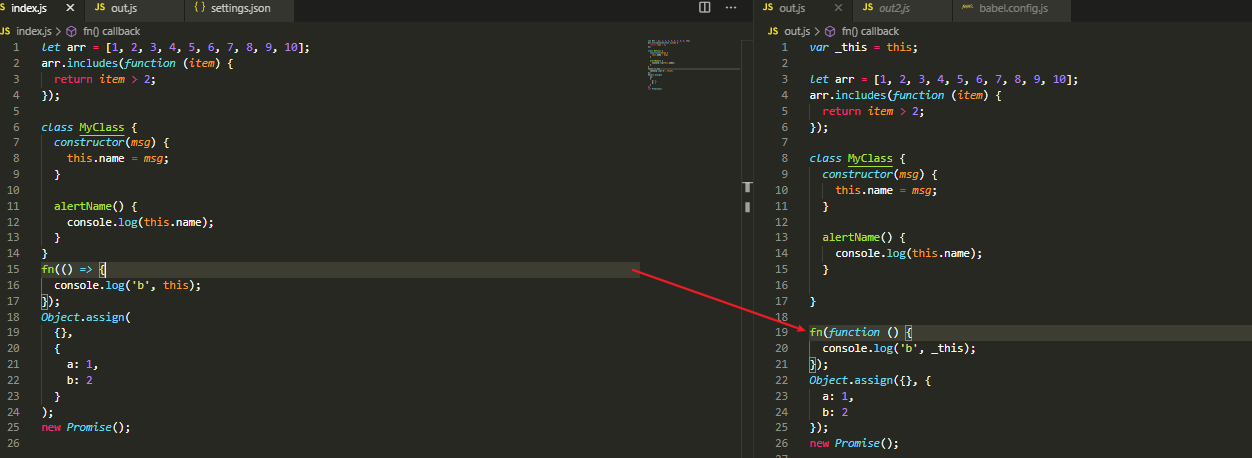 JS index.js × JS out.js {} settings.json ···
JS index.js > fn() callback
1 let arr = [1, 2, 3, 4, 5, 6, 7, 8, 9, 10];
2 arr.includes(function (item) {
3 return item > 2;
4 });
5
6 class MyClass {
7 constructor(msg) {
8 this.name = msg;
9 }
10
11 alertName() {
12 console.log(this.name);
13 }
14 }
15 fn(() => {
16 console.log('b', this);
17 });
18 Object.assign(
19 {},
20 {
21 a: 1,
22 b: 2
23 }
24 );
25 new Promise();
26
JS out.js × JS out2.js babel.config.js
JS out.js > fn() callback
1 var _this = this;
2
3 let arr = [1, 2, 3, 4, 5, 6, 7, 8, 9, 10];
4 arr.includes(function (item) {
5 return item > 2;
6 });
7
8 class MyClass {
9 constructor(msg) {
10 this.name = msg;
11 }
12
13 alertName() {
14 console.log(this.name);
15 }
16
17 }
18
19 fn(function () {
20 console.log('b', _this);
21 });
22 Object.assign({}, {
23 a: 1,
24 b: 2
25 });
26 new Promise();
27